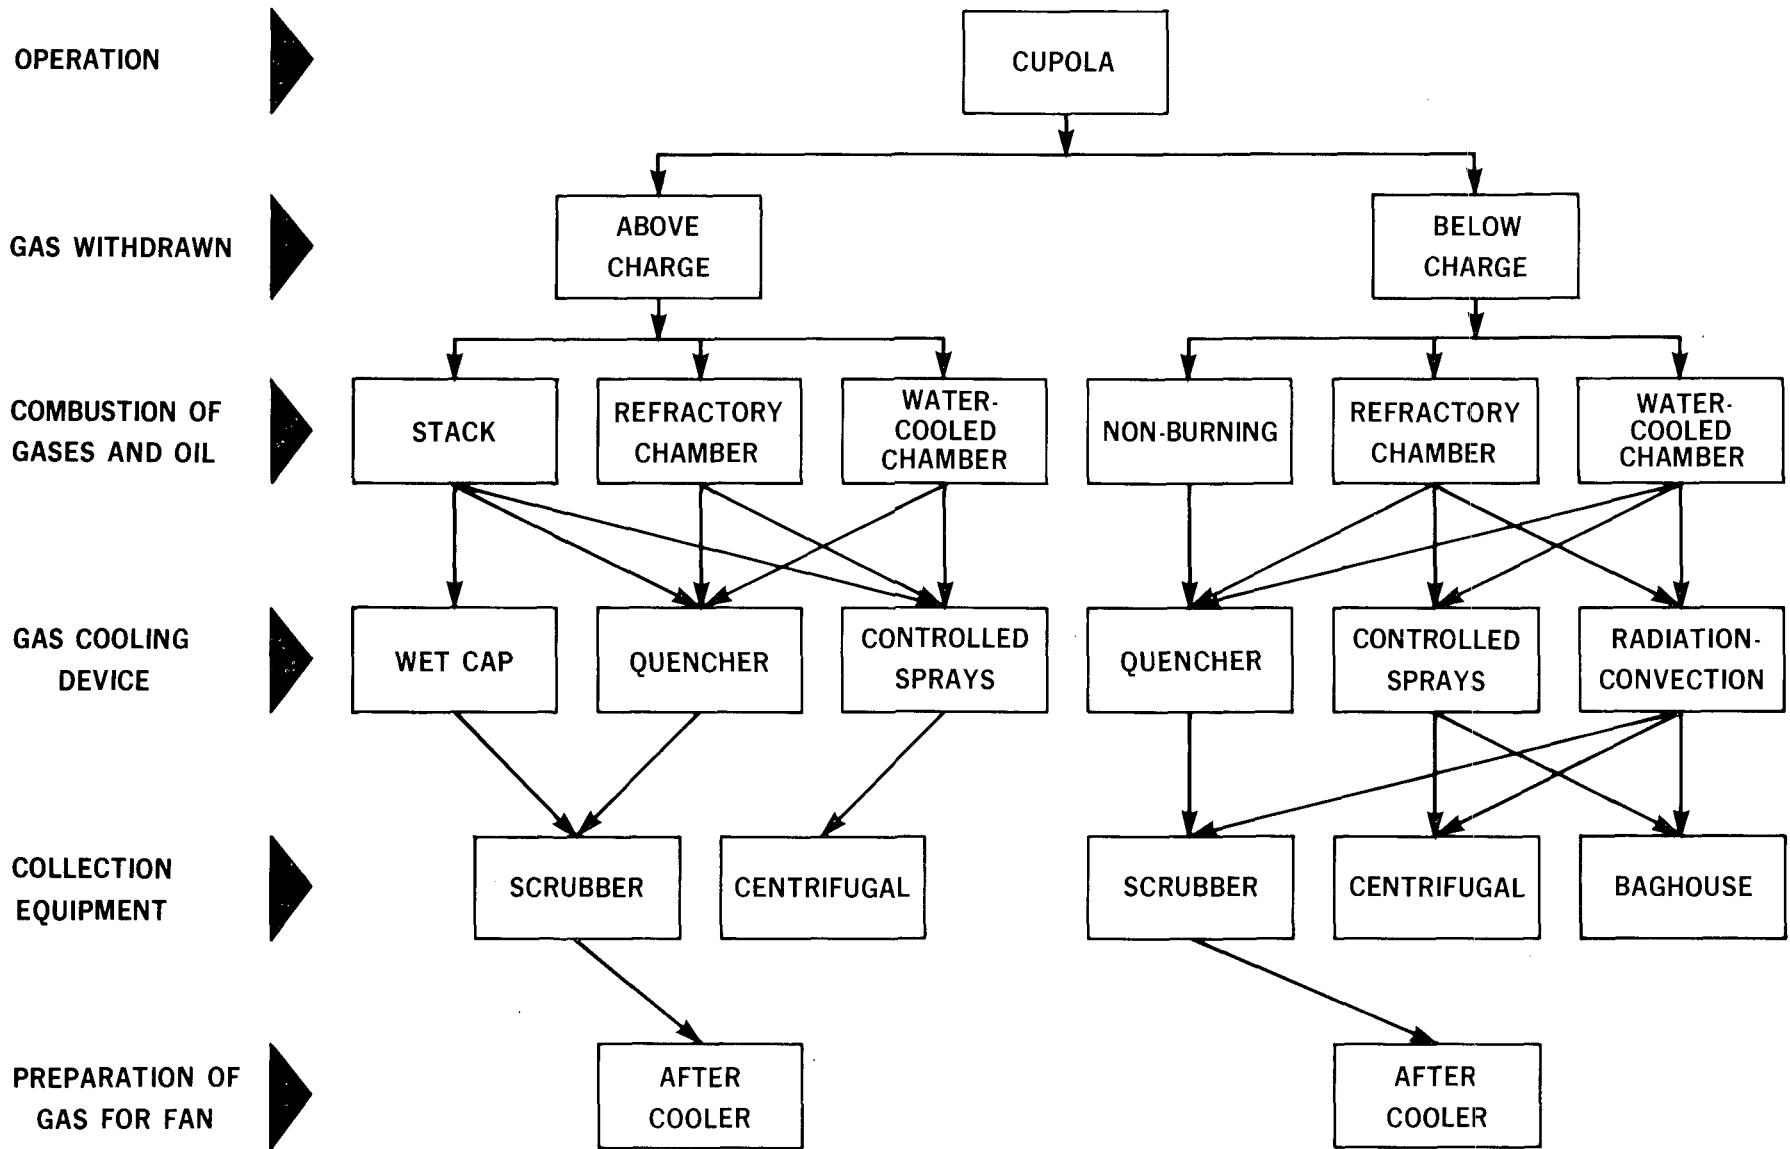 OPERATION
CUPOLA
GAS WITHDRAWN
ABOVE
CHARGE
BELOW
CHARGE
COMBUSTION OF
GASES AND OIL
STACK
REFRACTORY
CHAMBER
WATER-
COOLED
CHAMBER
NON-BURNING
REFRACTORY
CHAMBER
WATER-
COOLED
CHAMBER
GAS COOLING
DEVICE
WET CAP
QUENCHER
CONTROLLED
SPRAYS
QUENCHER
CONTROLLED
SPRAYS
RADIATION-
CONVECTION
COLLECTION
EQUIPMENT
SCRUBBER
CENTRIFUGAL
SCRUBBER
CENTRIFUGAL
BAGHOUSE
PREPARATION OF
GAS FOR FAN
AFTER
COOLER
AFTER
COOLER